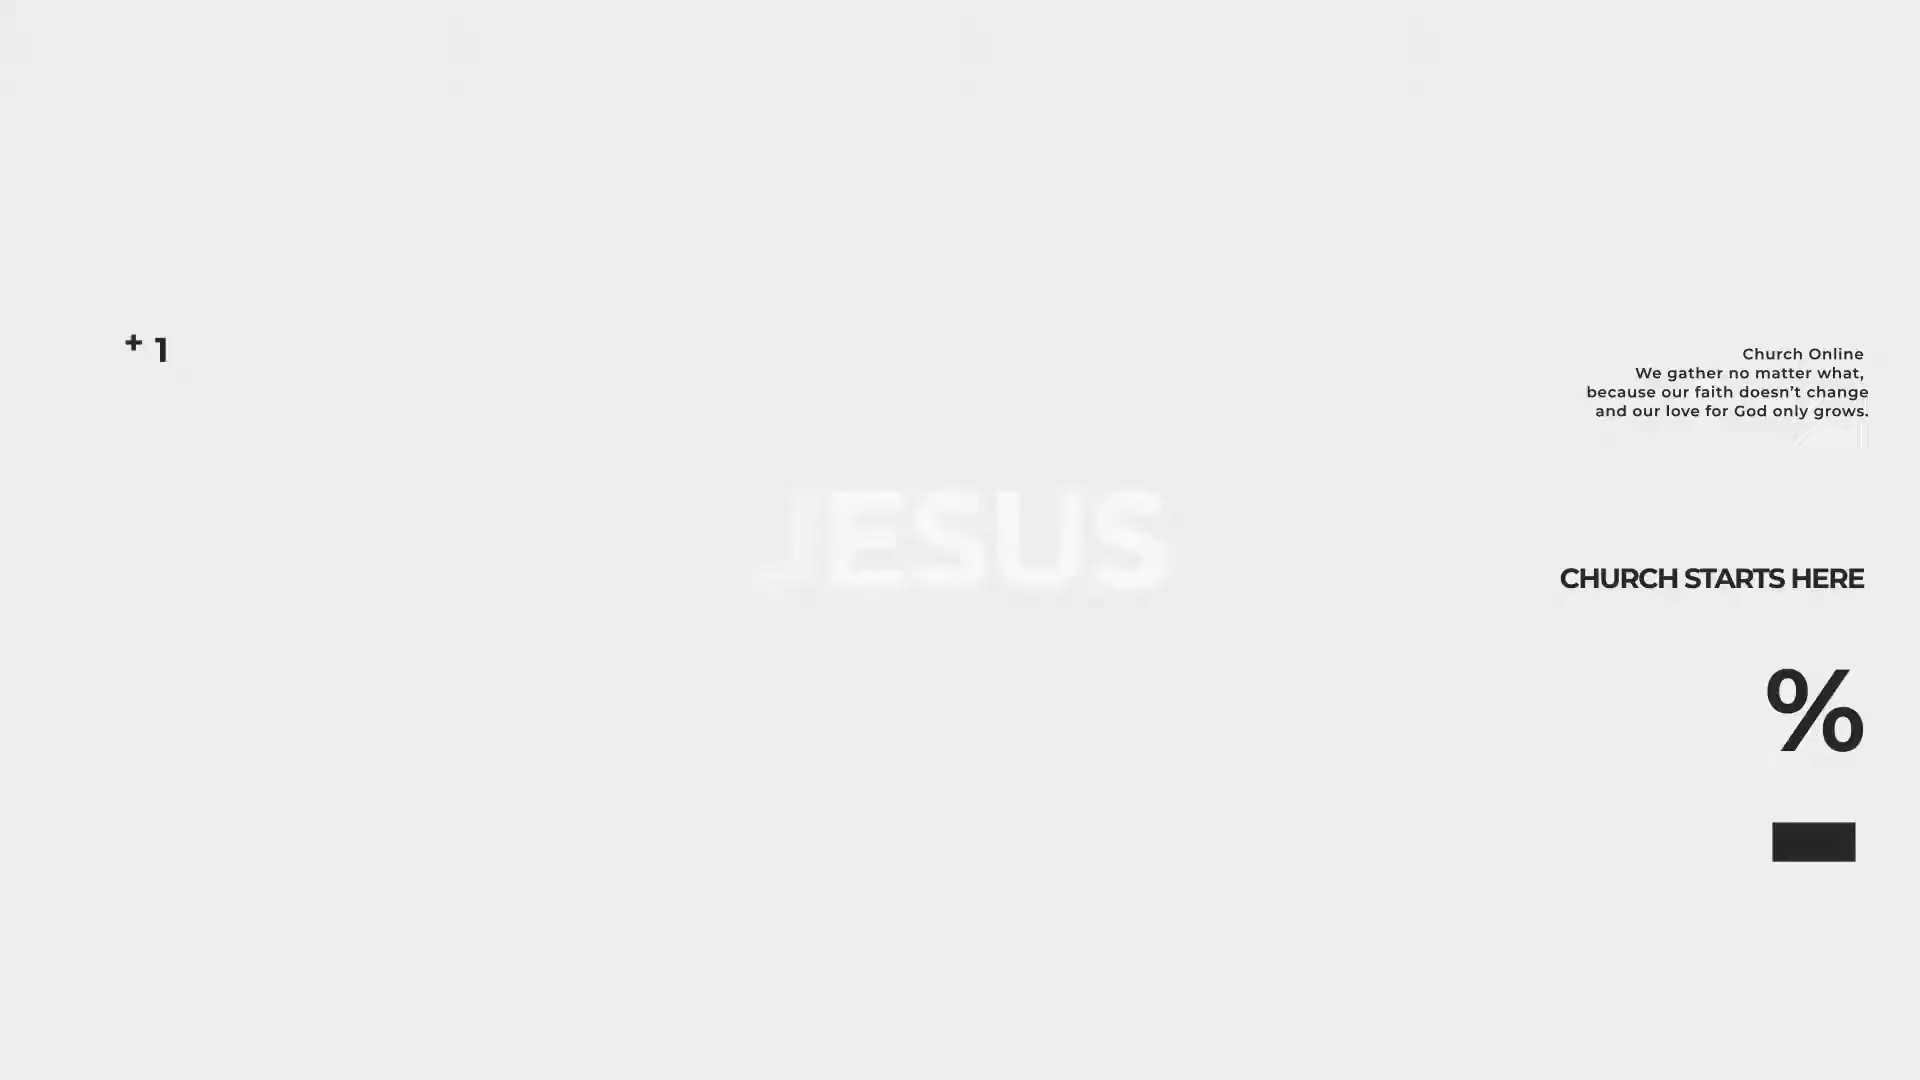 + 1
Church Online
We gather no matter what,
because our faith doesn’t change
and our love for God only grows.
JESUS
CHURCH STARTS HERE
%